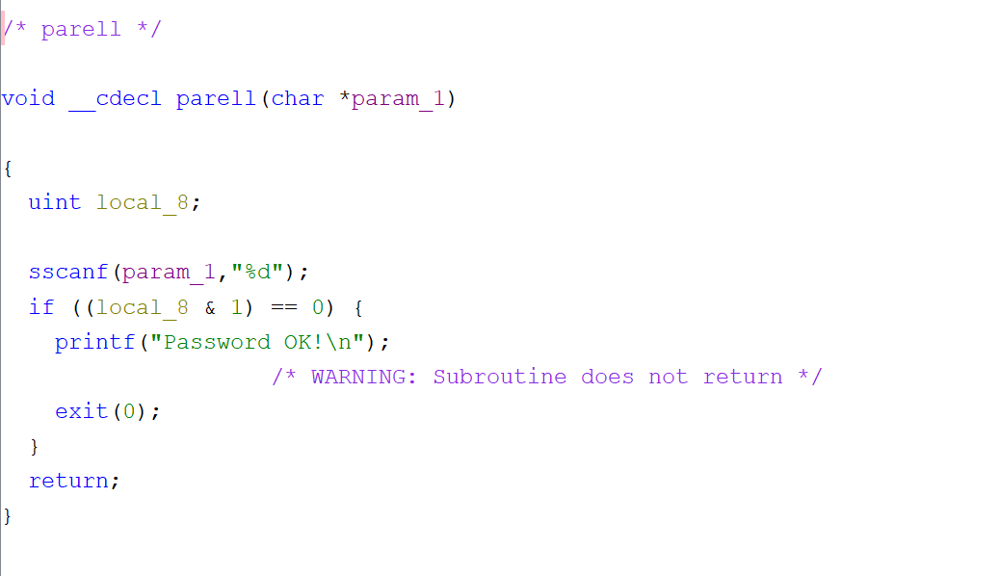 /* parell */
void __cdecl parell(char *param_1)
{
uint local_8;
sscanf(param_1,"%d");
if ((local_8 & 1) == 0) {
printf("Password OK!\n");
/* WARNING: Subroutine does not return */
exit(0);
}
return;
}